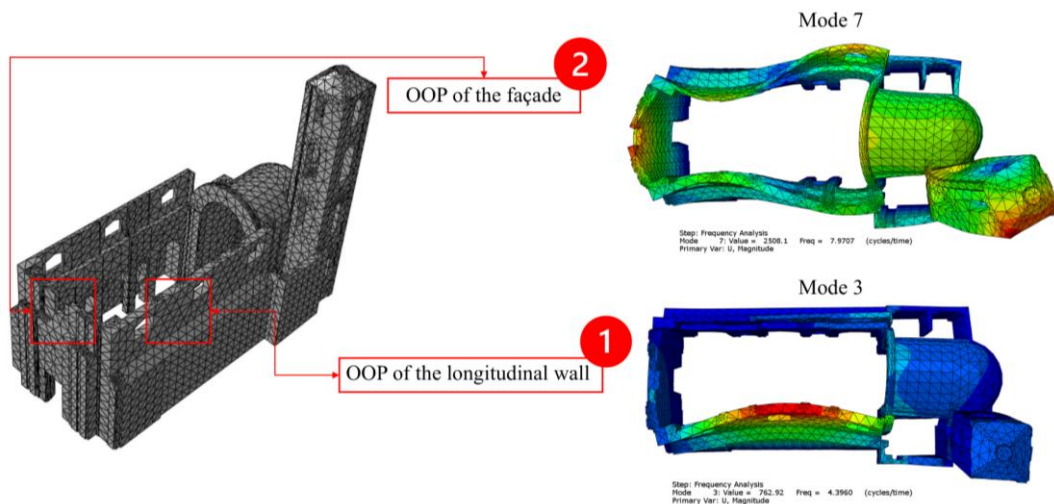 Mode 7
2
OOP of the façade
Step: Frequency Analysis
Mode 7: Value = 2508.1 Freq = 7.9707 (cycles/time)
Primary Var: U, Magnitude
Mode 3
1
OOP of the longitudinal wall
Step: Frequency Analysis
Mode 3: Value = 762.92 Freq = 4.3960 (cycles/time)
Primary Var: U, Magnitude